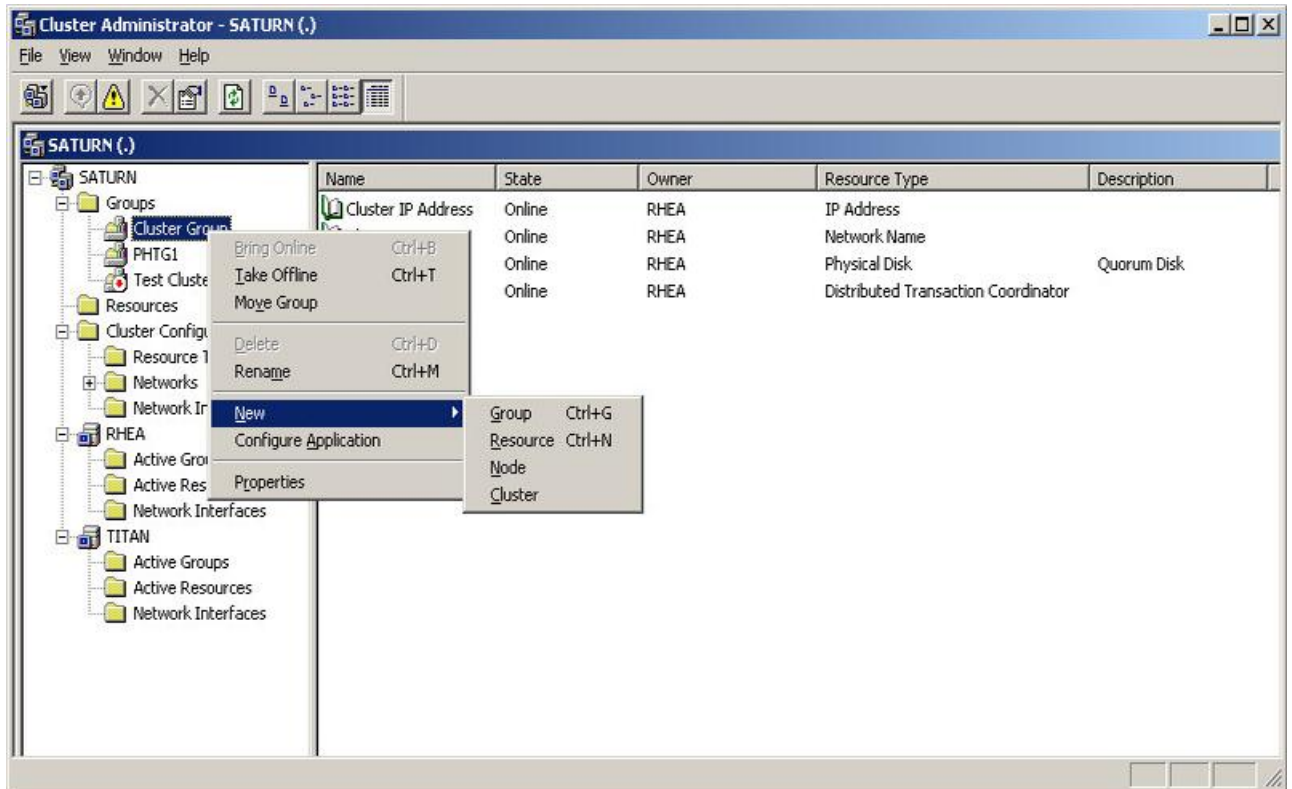 Cluster Administrator - SATURN (.)
File View Window Help
SATURN (.)
SATURN
Groups
Cluster Group
PHTG1
Test Cluste
Resources
Cluster Configu
Resource T
Networks
Network In
RHEA
Active Grou
Active Res
Network Interfaces
TITAN
Active Groups
Active Resources
Network Interfaces
Name State Owner Resource Type Description
Cluster IP Address Online RHEA IP Address
Online RHEA Network Name
Online RHEA Physical Disk Quorum Disk
Online RHEA Distributed Transaction Coordinator
Bring Online Ctrl+B
Take Offline Ctrl+T
Move Group
Delete Ctrl+D
Rename Ctrl+M
New
Configure Application
Properties
Group Ctrl+G
Resource Ctrl+N
Node
Cluster